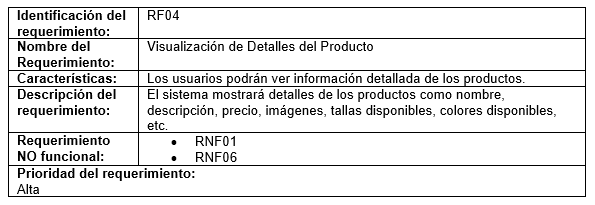 Identificación del requerimiento: RF04
Nombre del Requerimiento: Visualización de Detalles del Producto
Características: Los usuarios podrán ver información detallada de los productos.
Descripción del requerimiento: El sistema mostrará detalles de los productos como nombre, descripción, precio, imágenes, tallas disponibles, colores disponibles, etc.
Requerimiento NO funcional:
• RNF01
• RNF06
Prioridad del requerimiento:
Alta